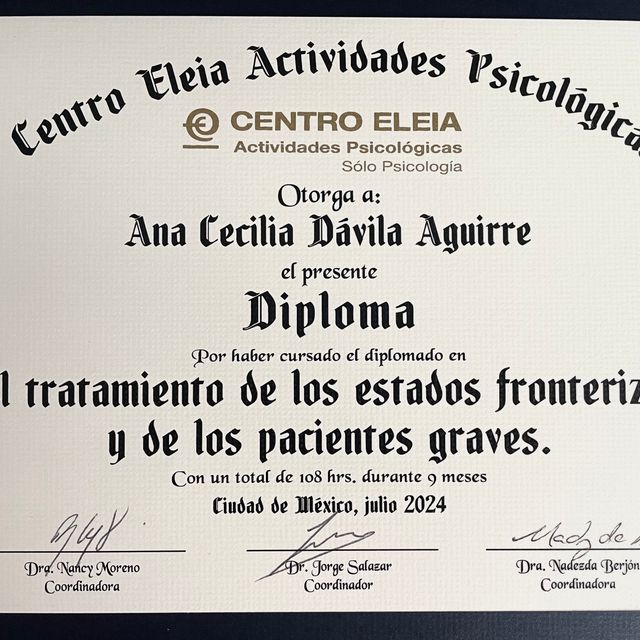 Centro Eleia Actividades Psicológicas
CENTRO ELEIA
Actividades Psicológicas
Sólo Psicología
Otorga a:
Ana Cecilia Dávila Aguirre
el presente
Diploma
Por haber cursado el diplomado en
l tratamiento de los estados fronteriz
y de los pacientes graves.
Con un total de 108 hrs. durante 9 meses
Ciudad de México, julio 2024
Dra. Nancy Moreno
Coordinadora
Dr. Jorge Salazar
Coordinador
Dra. Nadezda Berjón
Coordinadora